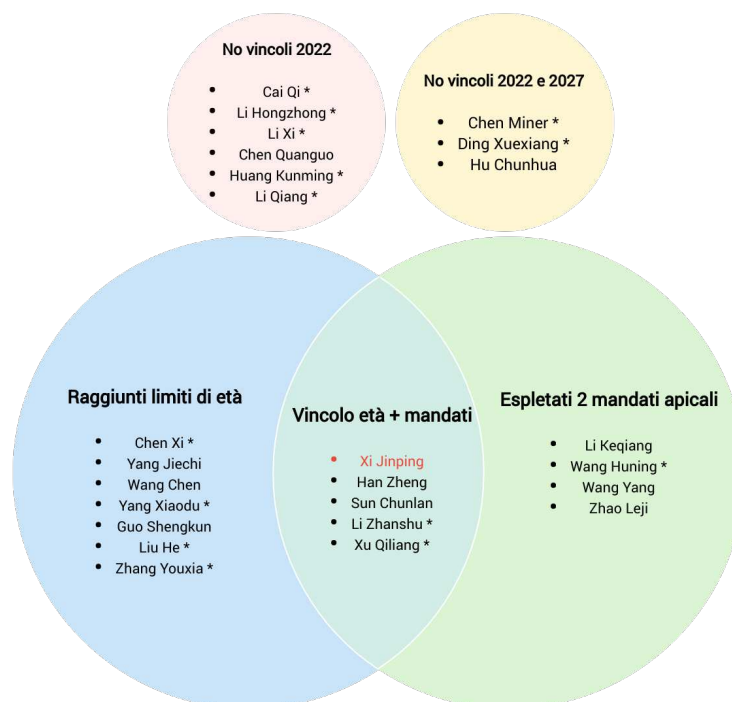 No vincoli 2022
• Cai Qi *
• Li Hongzhong *
• Li Xi *
• Chen Quanguo
• Huang Kunming *
• Li Qiang *
No vincoli 2022 e 2027
• Chen Miner *
• Ding Xuexiang *
• Hu Chunhua
Raggiunti limiti di età
• Chen Xi *
• Yang Jiechi
• Wang Chen
• Yang Xiaodu *
• Guo Shengkun
• Liu He *
• Zhang Youxia *
Vincolo età + mandati
• Xi Jinping
• Han Zheng
• Sun Chunlan
• Li Zhanshu *
• Xu Qiliang *
Espletati 2 mandati apicali
• Li Keqiang
• Wang Huning *
• Wang Yang
• Zhao Leji